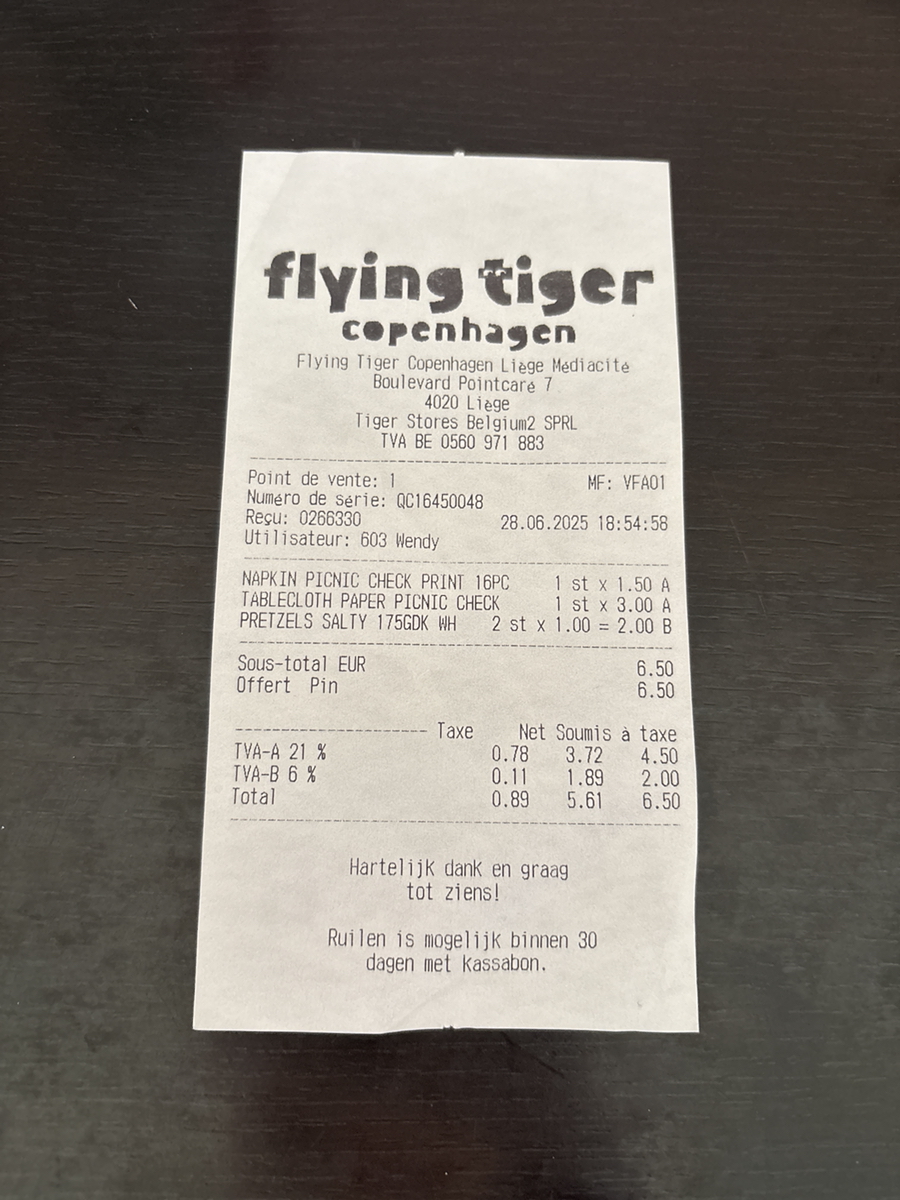 flying tiger
copenhagen
Flying Tiger Copenhagen Liège Médiacité
Boulevard Pointcaré 7
4020 Liège
Tiger Stores Belgium2 SPRL
TVA BE 0560 971 883
Point de vente: 1 MF: VFA01
Numéro de série: QC16450048
Reçu: 0266330 28.06.2025 18:54:58
Utilisateur: 603 Wendy
NAPKIN PICNIC CHECK PRINT 16PC 1 st x 1.50 A
TABLECLOTH PAPER PICNIC CHECK 1 st x 3.00 A
PRETZELS SALTY 175GDK WH 2 st x 1.00 = 2.00 B
Sous-total EUR 6.50
Offert Pin 6.50
Taxe Net Soumis à taxe
TVA-A 21 % 0.78 3.72 4.50
TVA-B 6 % 0.11 1.89 2.00
Total 0.89 5.61 6.50
Hartelijk dank en graag
tot ziens!
Ruilen is mogelijk binnen 30
dagen met kassabon.